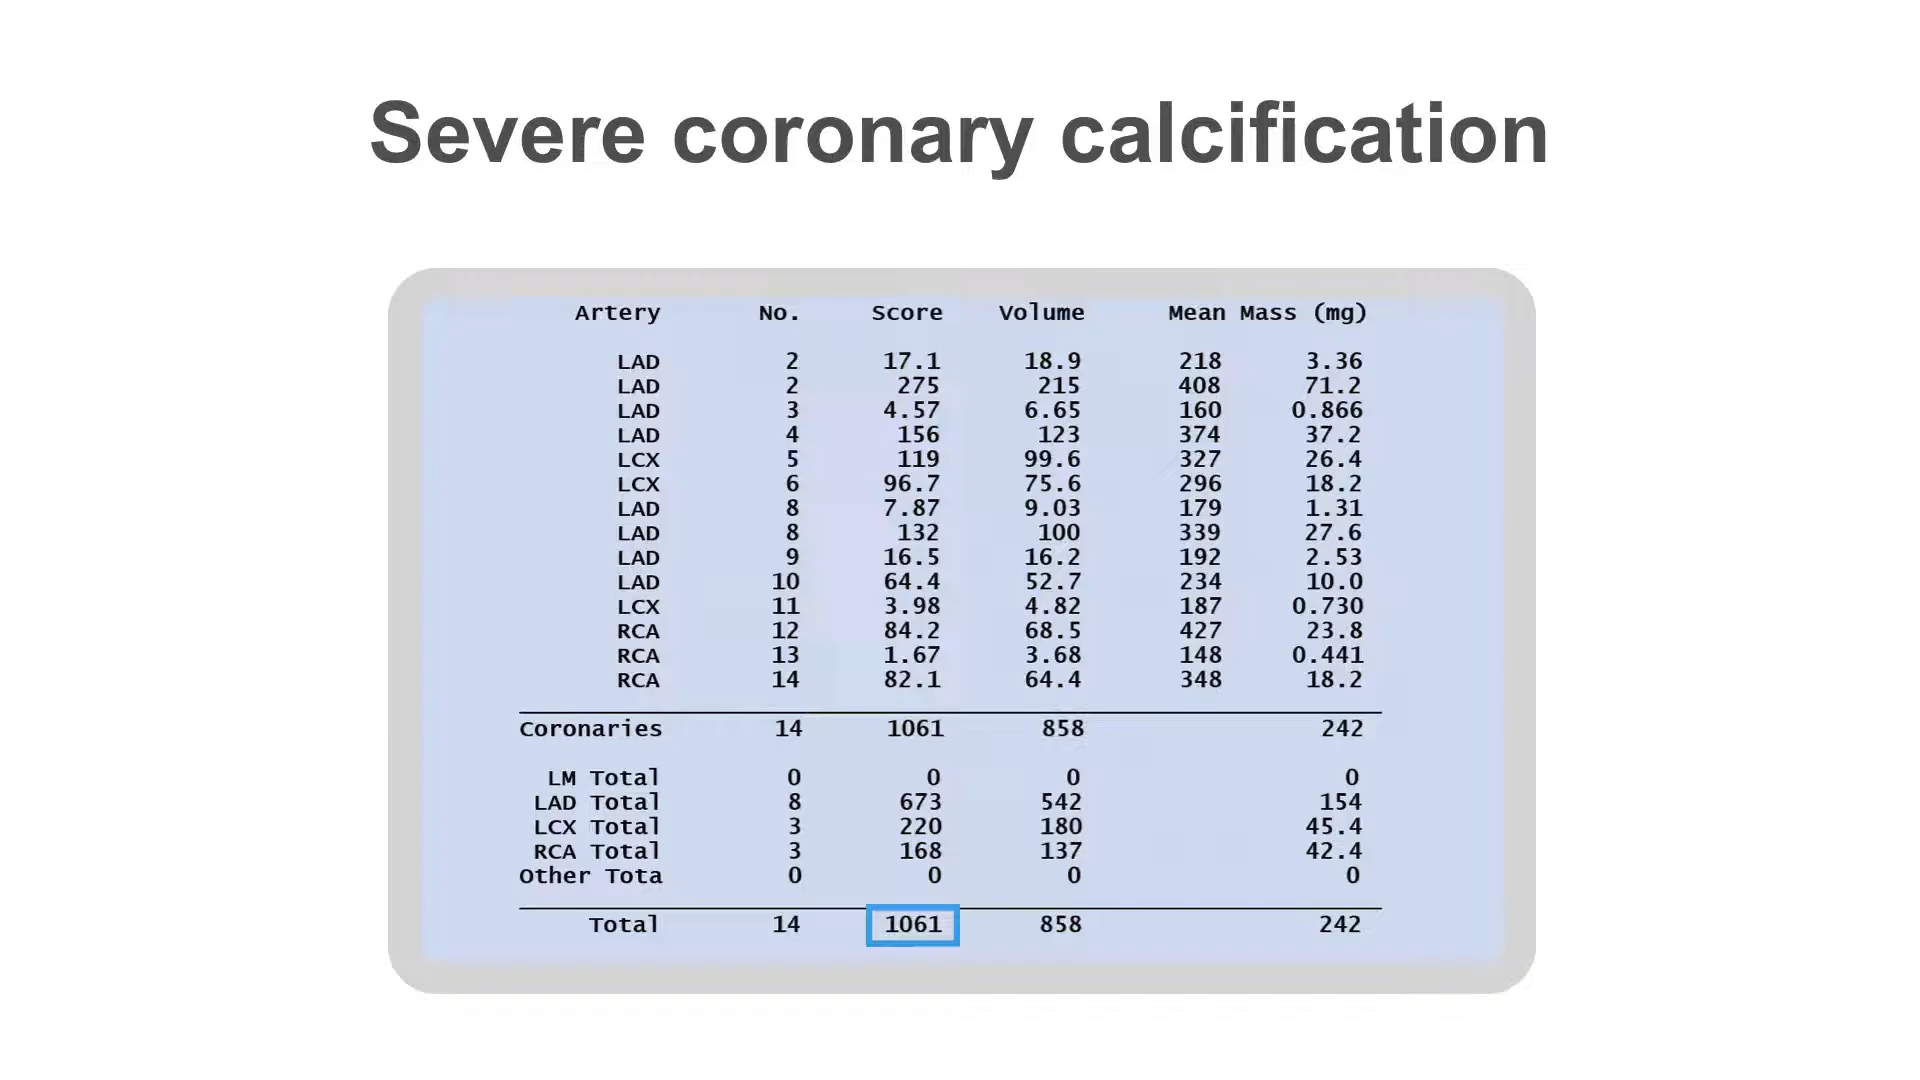 Severe coronary calcification
Artery No. Score Volume Mean Mass (mg)
LAD 2 17.1 18.9 218 3.36
LAD 2 275 215 408 71.2
LAD 3 4.57 6.65 160 0.866
LAD 4 156 123 374 37.2
LCX 5 119 99.6 327 26.4
LCX 6 96.7 75.6 296 18.2
LAD 8 7.87 9.03 179 1.31
LAD 8 132 100 339 27.6
LAD 9 16.5 16.2 192 2.53
LAD 10 64.4 52.7 234 10.0
LCX 11 3.98 4.82 187 0.730
RCA 12 84.2 68.5 427 23.8
RCA 13 1.67 3.68 148 0.441
RCA 14 82.1 64.4 348 18.2
Coronaries 14 1061 858 242
LM Total 0 0 0 0
LAD Total 8 673 542 154
LCX Total 3 220 180 45.4
RCA Total 3 168 137 42.4
Other Tota 0 0 0 0
Total 14 1061 858 242